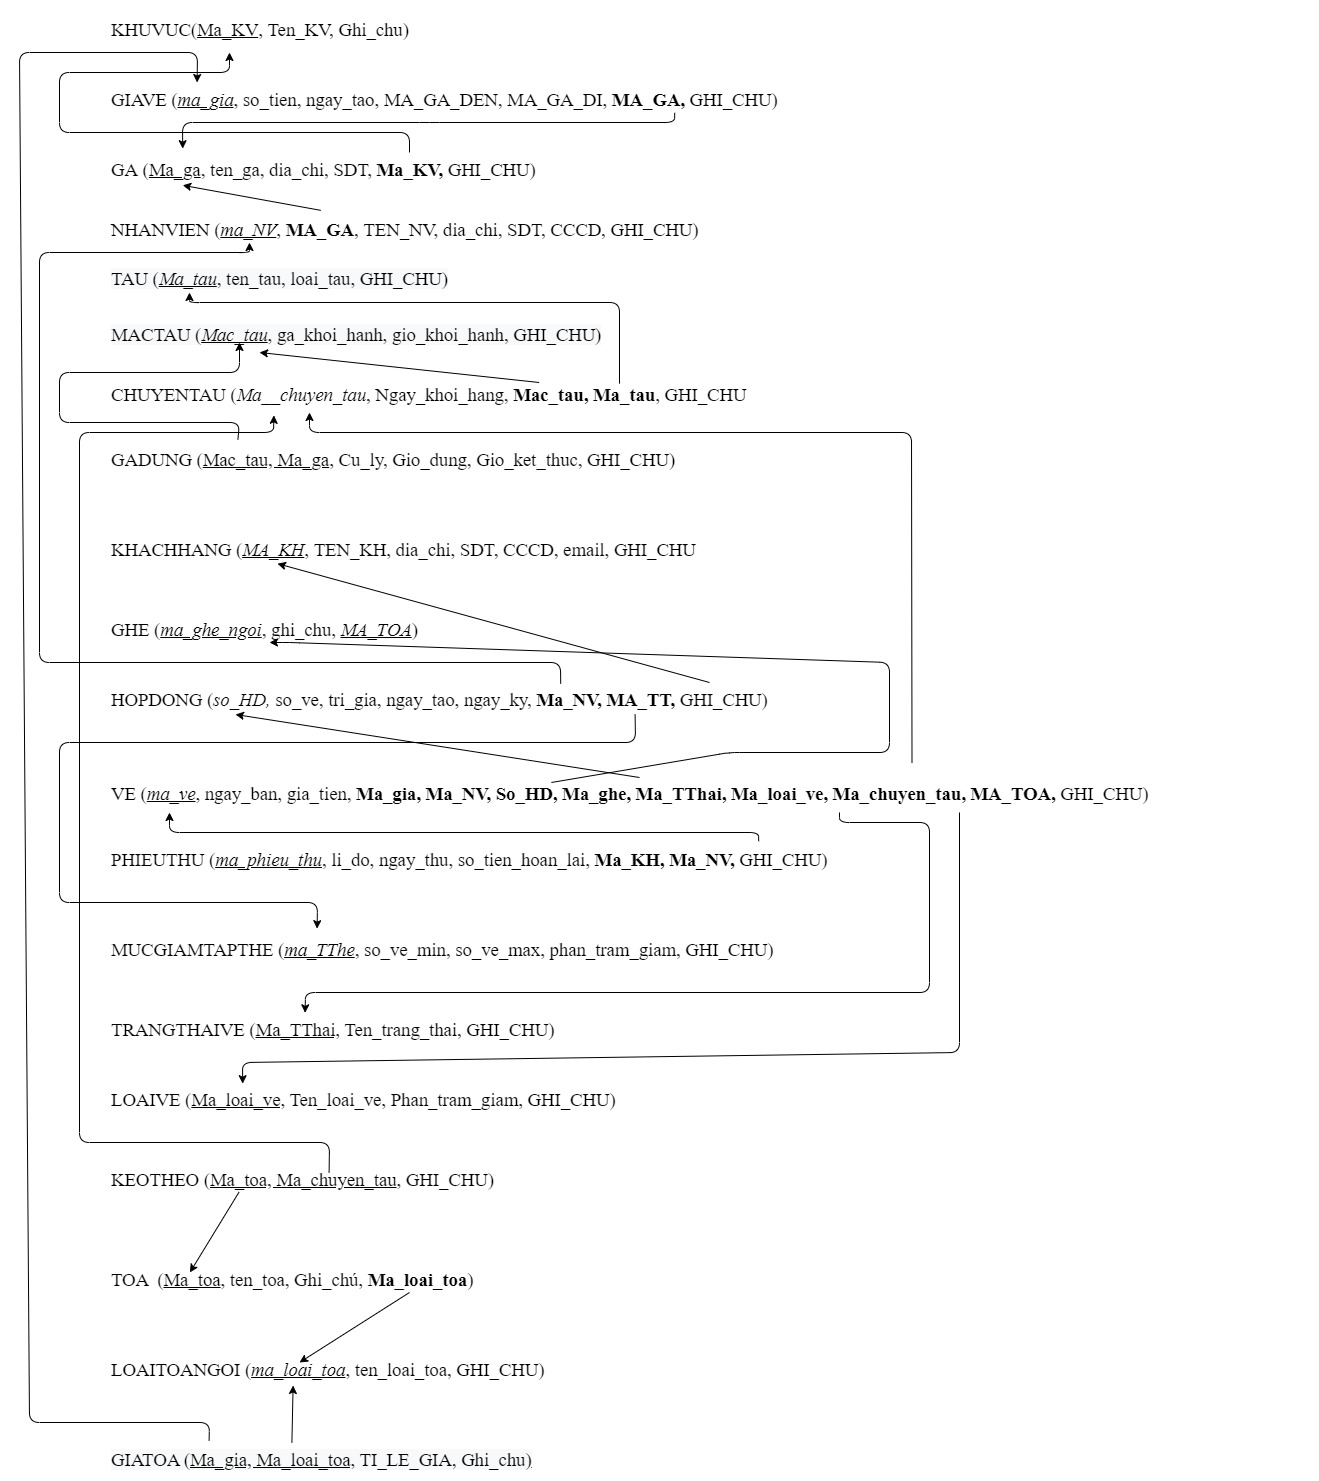 KHUVUC(Ma_KV, Ten_KV, Ghi_chu)
GIAVE (ma_gia, so_tien, ngay_tao, MA_GA_DEN, MA_GA_DI, MA_GA, GHI_CHU)
GA (Ma_ga, ten_ga, dia_chi, SDT, Ma_KV, GHI_CHU)
NHANVIEN (ma_NV, MA_GA, TEN_NV, dia_chi, SDT, CCCD, GHI_CHU)
TAU (Ma_tau, ten_tau, loai_tau, GHI_CHU)
MACTAU (Mac_tau, ga_khoi_hanh, gio_khoi_hanh, GHI_CHU)
CHUYENTAU (Ma__chuyen_tau, Ngay_khoi_hang, Mac_tau, Ma_tau, GHI_CHU
GADUNG (Mac_tau, Ma_ga, Cu_ly, Gio_dung, Gio_ket_thuc, GHI_CHU)
KHACHHANG (MA_KH, TEN_KH, dia_chi, SDT, CCCD, email, GHI_CHU
GHE (ma_ghe_ngoi, ghi_chu, MA_TOA)
HOPDONG (so_HD, so_ve, tri_gia, ngay_tao, ngay_ky, Ma_NV, MA_TT, GHI_CHU)
VE (ma_ve, ngay_ban, gia_tien, Ma_gia, Ma_NV, So_HD, Ma_ghe, Ma_TThai, Ma_loai_ve, Ma_chuyen_tau, MA_TOA, GHI_CHU)
PHIEUTHU (ma_phieu_thu, li_do, ngay_thu, so_tien_hoan_lai, Ma_KH, Ma_NV, GHI_CHU)
MUCGIAMTAPTHE (ma_TThe, so_ve_min, so_ve_max, phan_tram_giam, GHI_CHU)
TRANGTHAIVE (Ma_TThai, Ten_trang_thai, GHI_CHU)
LOAIVE (Ma_loai_ve, Ten_loai_ve, Phan_tram_giam, GHI_CHU)
KEOTHEO (Ma_toa, Ma_chuyen_tau, GHI_CHU)
TOA (Ma_toa, ten_toa, Ghi_chú, Ma_loai_toa)
LOAITOANGOI (ma_loai_toa, ten_loai_toa, GHI_CHU)
GIATOA (Ma_gia, Ma_loai_toa, TI_LE_GIA, Ghi_chu)